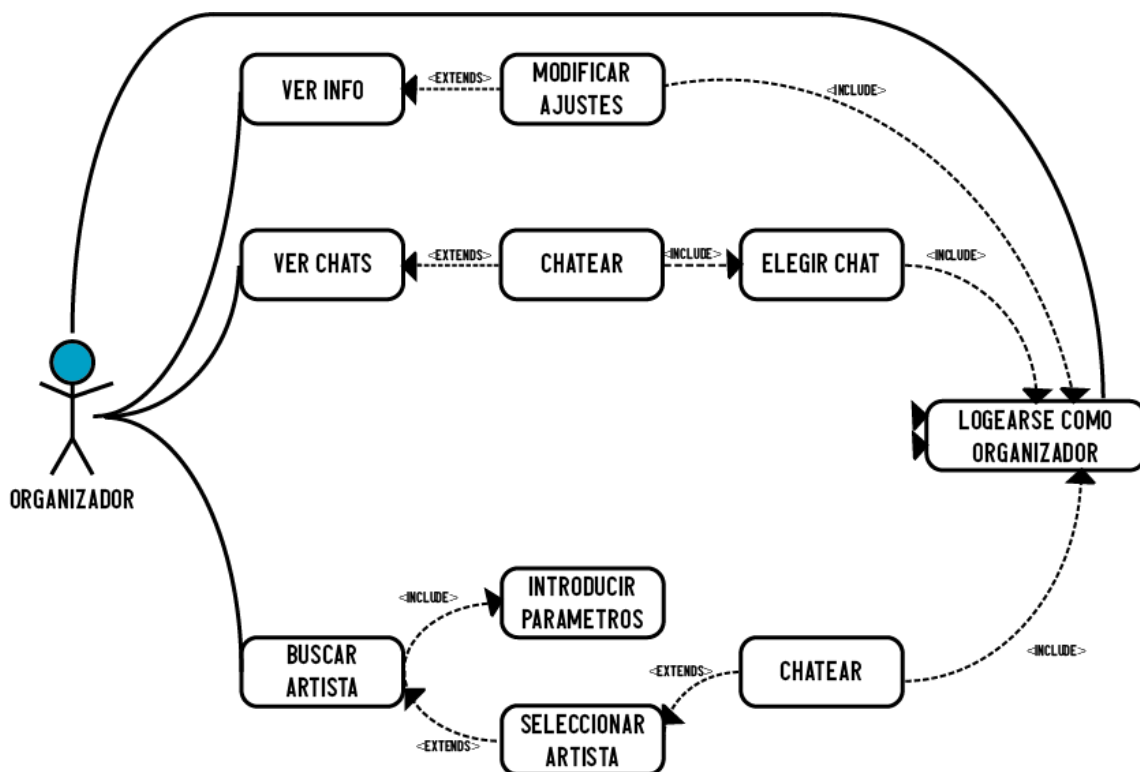 VER INFO
<EXTENDS>
MODIFICAR
AJUSTES
<INCLUDE>
VER CHATS
<EXTENDS>
CHATEAR
<INCLUDE>
ELEGIR CHAT
<INCLUDE>
LOGEARSE COMO
ORGANIZADOR
ORGANIZADOR
BUSCAR
ARTISTA
<INCLUDE>
INTRODUCIR
PARAMETROS
<EXTENDS>
SELECCIONAR
ARTISTA
<EXTENDS>
CHATEAR
<INCLUDE>